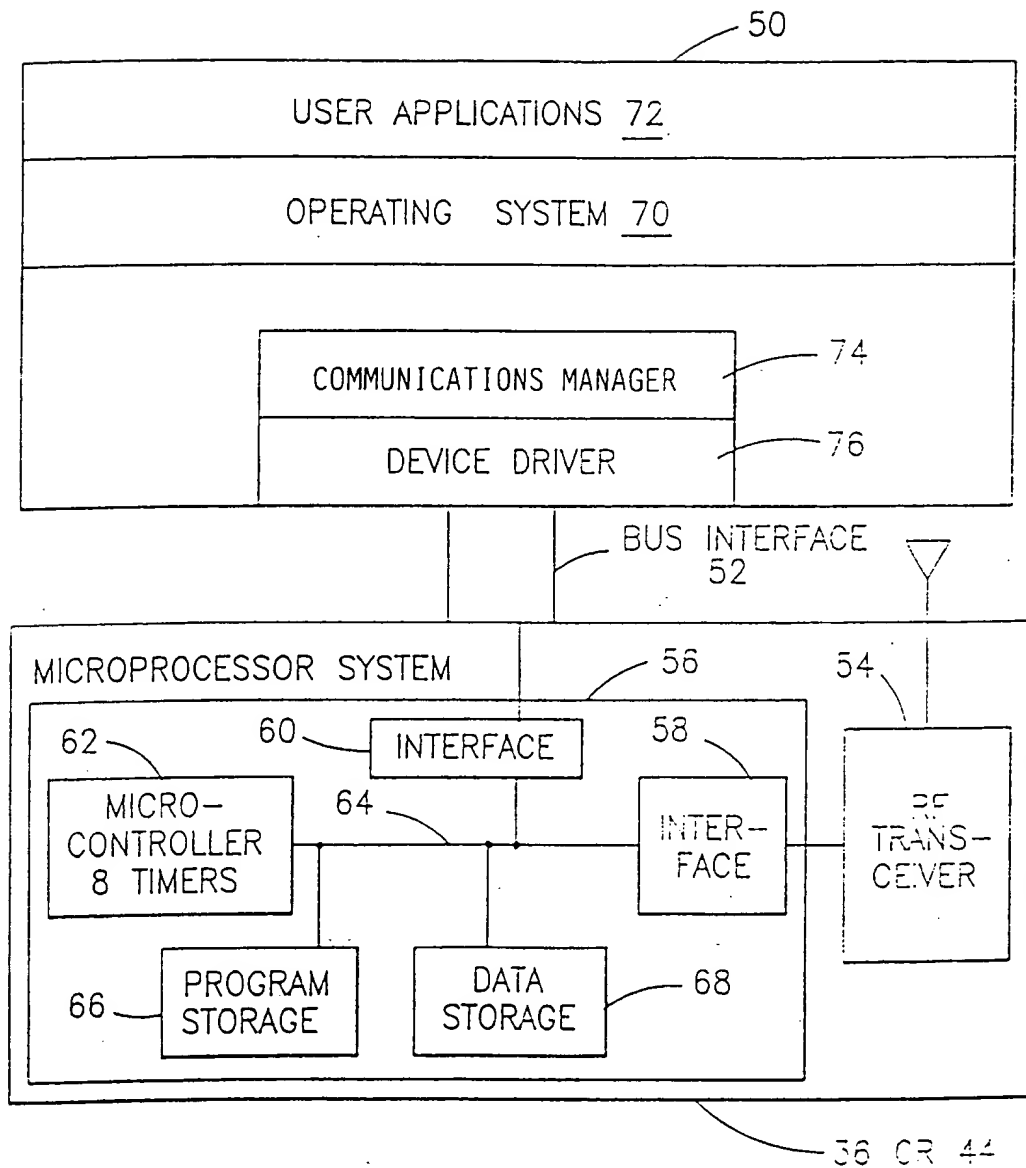 50
USER APPLICATIONS 72
OPERATING SYSTEM 70
74
COMMUNICATIONS MANAGER
76
DEVICE DRIVER
BUS INTERFACE
52
MICROPROCESSOR SYSTEM
56
54
60
INTERFACE
58
62
MICRO-
CONTROLLER
8 TIMERS
64
INTER-
FACE
RF
TRANS-
CEIVER
66
PROGRAM
STORAGE
DATA
STORAGE
68
36 OR 44